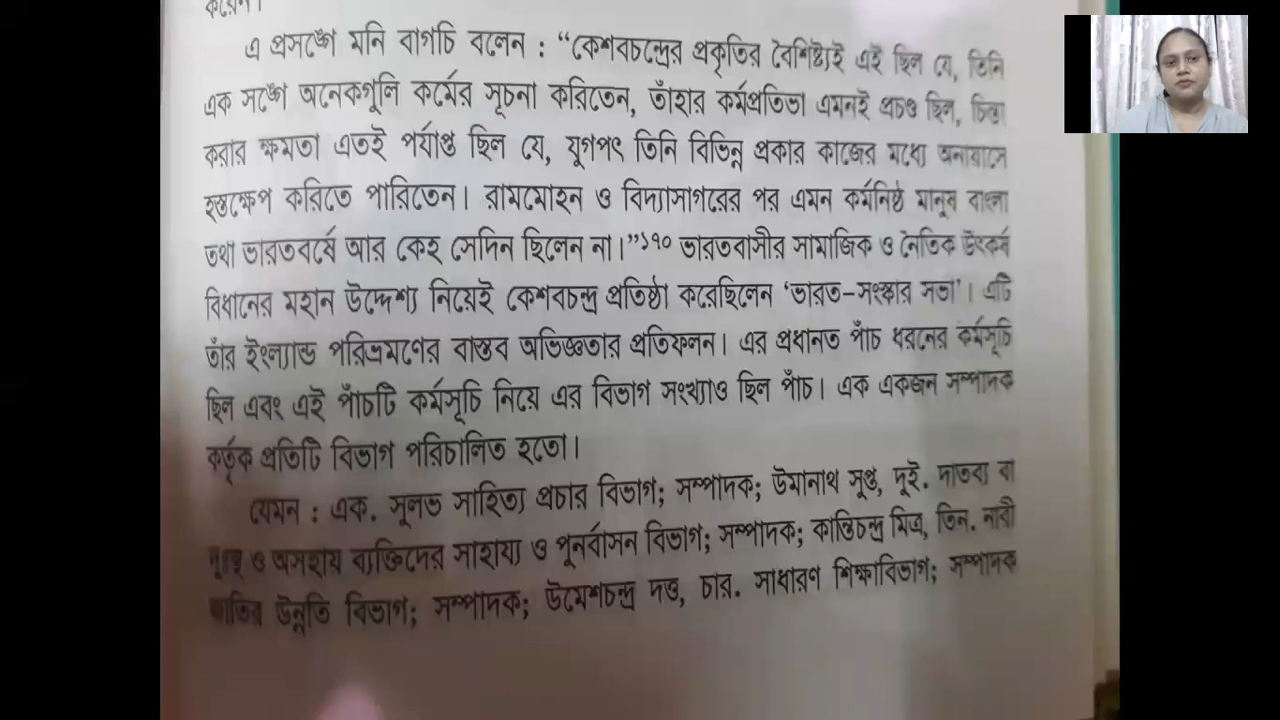 করেন।
এ প্রসঙ্গে মনি বাগচি বলেন : “কেশবচন্দ্রের প্রকৃতির বৈশিষ্ট্যই এই ছিল যে, তিনি
এক সঙ্গে অনেকগুলি কর্মের সূচনা করিতেন, তাঁহার কর্মপ্রতিভা এমনই প্রচণ্ড ছিল, চিন্তা
করার ক্ষমতা এতই পর্যাপ্ত ছিল যে, যুগপৎ তিনি বিভিন্ন প্রকার কাজের মধ্যে অনায়াসে
হস্তক্ষেপ করিতে পারিতেন। রামমোহন ও বিদ্যাসাগরের পর এমন কর্মনিষ্ঠ মানুষ বাংলা
তথা ভারতবর্ষে আর কেহ সেদিন ছিলেন না।”১৭০ ভারতবাসীর সামাজিক ও নৈতিক উৎকর্ষ
বিধানের মহান উদ্দেশ্য নিয়েই কেশবচন্দ্র প্রতিষ্ঠা করেছিলেন ‘ভারত-সংস্কার সভা’। এটি
তাঁর ইংল্যান্ড পরিভ্রমণের বাস্তব অভিজ্ঞতার প্রতিফলন। এর প্রধানত পাঁচ ধরনের কর্মসূচি
ছিল এবং এই পাঁচটি কর্মসূচি নিয়ে এর বিভাগ সংখ্যাও ছিল পাঁচ। এক একজন সম্পাদক
কর্তৃক প্রতিটি বিভাগ পরিচালিত হতো।
যেমন : এক. সুলভ সাহিত্য প্রচার বিভাগ; সম্পাদক; উমানাথ সুপ্ত, দুই. দাতব্য বা
দুঃস্থ ও অসহায় ব্যক্তিদের সাহায্য ও পুনর্বাসন বিভাগ; সম্পাদক; কান্তিচন্দ্র মিত্র, তিন. নারী
জাতির উন্নতি বিভাগ; সম্পাদক; উমেশচন্দ্র দত্ত, চার. সাধারণ শিক্ষাবিভাগ; সম্পাদক